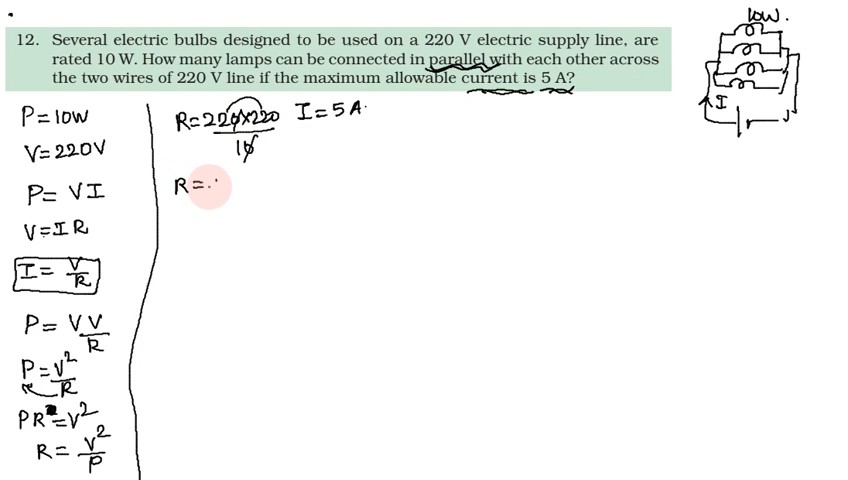 12. Several electric bulbs designed to be used on a 220 V electric supply line, are
rated 10 W. How many lamps can be connected in parallel with each other across
the two wires of 220 V line if the maximum allowable current is 5 A?
10W.
I
P=10W
V=220V
P= VI
V=IR
I= V/R
P= V V/R
P=V²/R
PR=V²
R= V²/P
R=220×220/10 I=5A.
R=